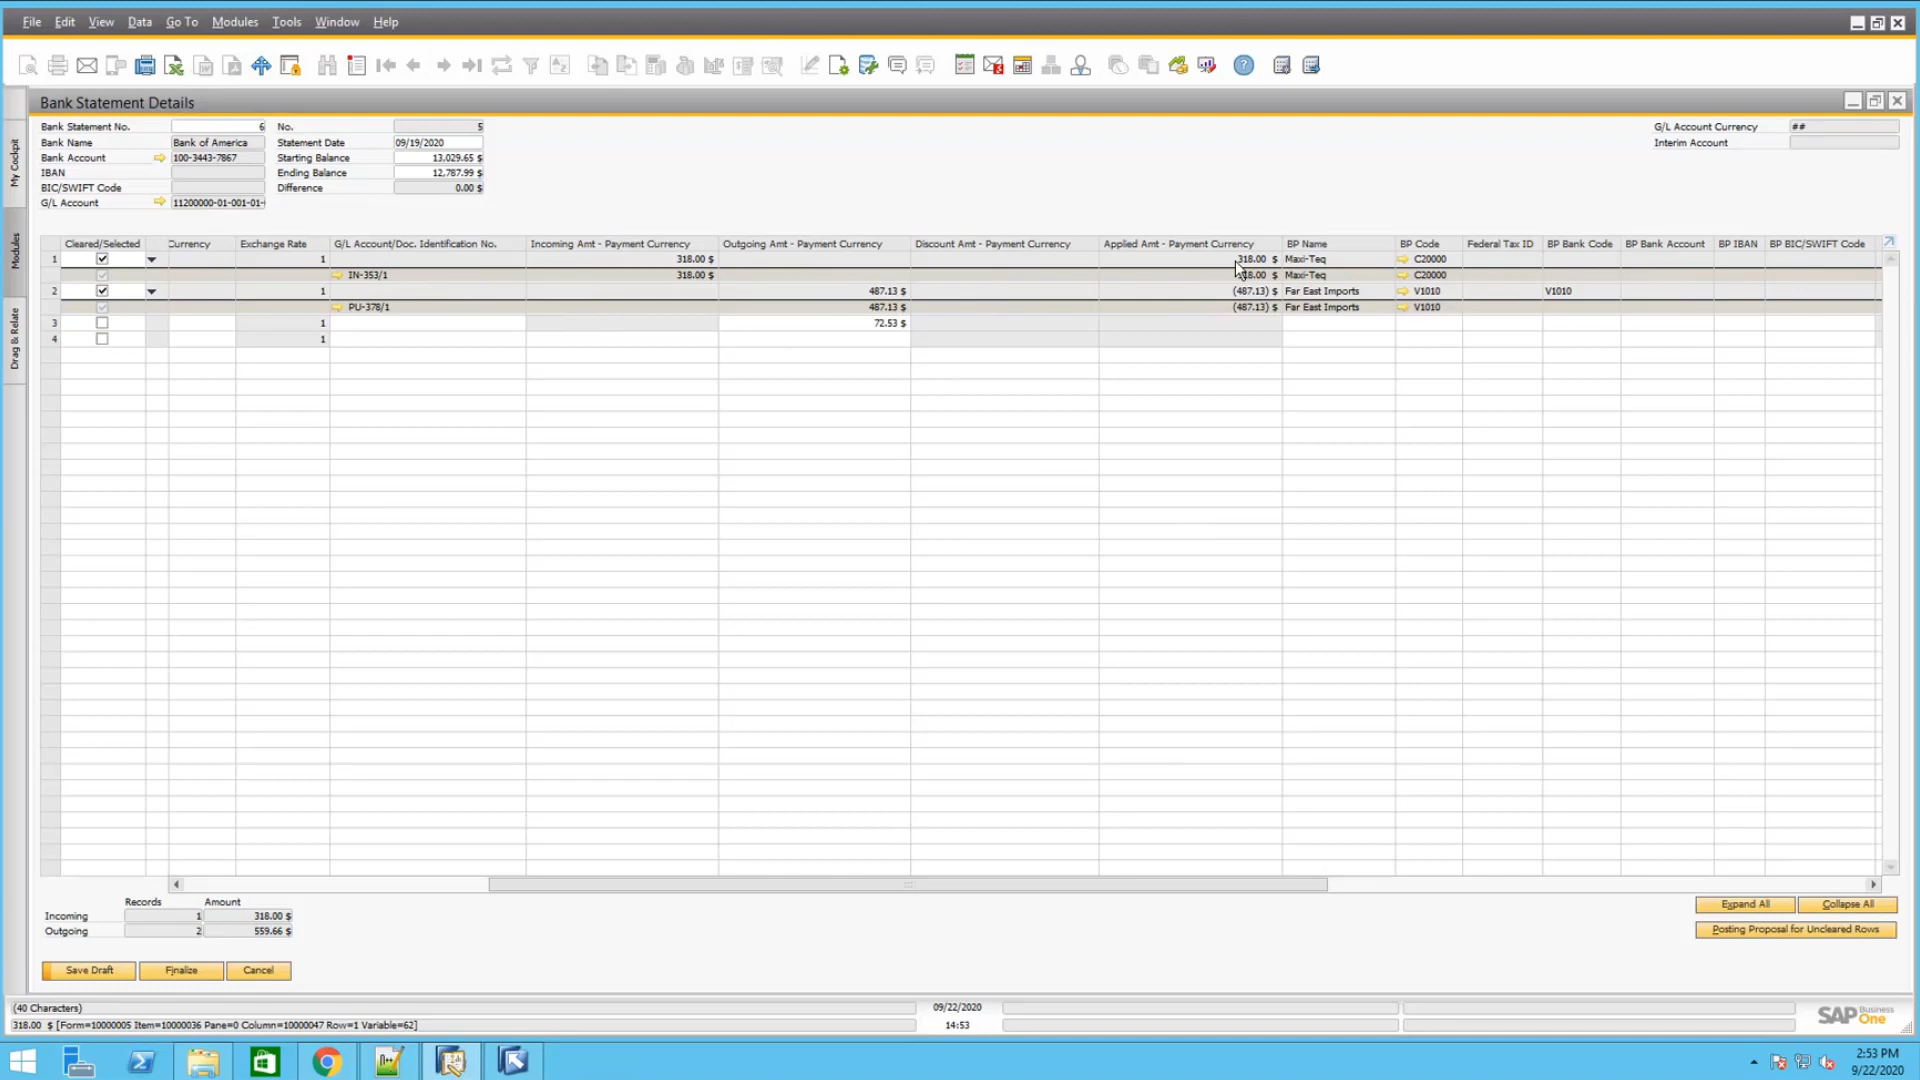 File Edit View Data Go To Modules Tools Window Help
Bank Statement Details
Bank Statement No. 6 No. 5 G/L Account Currency ##
Bank Name Bank of America Statement Date 09/19/2020 Interim Account
Bank Account 100-3443-7867 Starting Balance 13,029.65 $
IBAN Ending Balance 12,787.99 $
BIC/SWIFT Code Difference 0.00 $
G/L Account 11200000-01-001-01-
My Cockpit
Modules
Drag & Relate
Cleared/Selected Currency Exchange Rate G/L Account/Doc. Identification No. Incoming Amt - Payment Currency Outgoing Amt - Payment Currency Discount Amt - Payment Currency Applied Amt - Payment Currency BP Name BP Code Federal Tax ID BP Bank Code BP Bank Account BP IBAN BP BIC/SWIFT Code
1 1 318.00 $ 318.00 $ Maxi-Teq C20000
IN-353/1 318.00 $ 318.00 $ Maxi-Teq C20000
2 1 487.13 $ (487.13) $ Far East Imports V1010 V1010
PU-378/1 487.13 $ (487.13) $ Far East Imports V1010
3 1 72.53 $
4 1
Records Amount
Incoming 1 318.00 $
Outgoing 2 559.66 $
Expand All Collapse All
Posting Proposal for Uncleared Rows
Save Draft Finalize Cancel
(40 Characters) 09/22/2020
318.00 $ [Form=10000005 Item=10000036 Pane=0 Column=10000047 Row=1 Variable=62] 14:53
SAP Business One
2:53 PM
9/22/2020